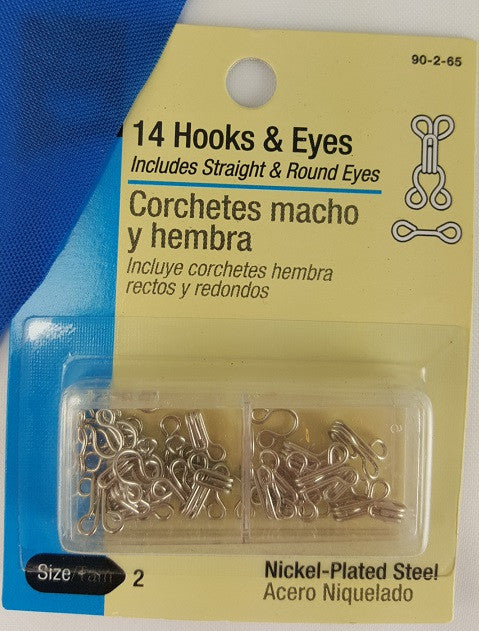 90-2-65
14 Hooks & Eyes
Includes Straight & Round Eyes
Corchetes macho
y hembra
Incluye corchetes hembra
rectos y redondos
Size/Tam 2
Nickel-Plated Steel
Acero Niquelado